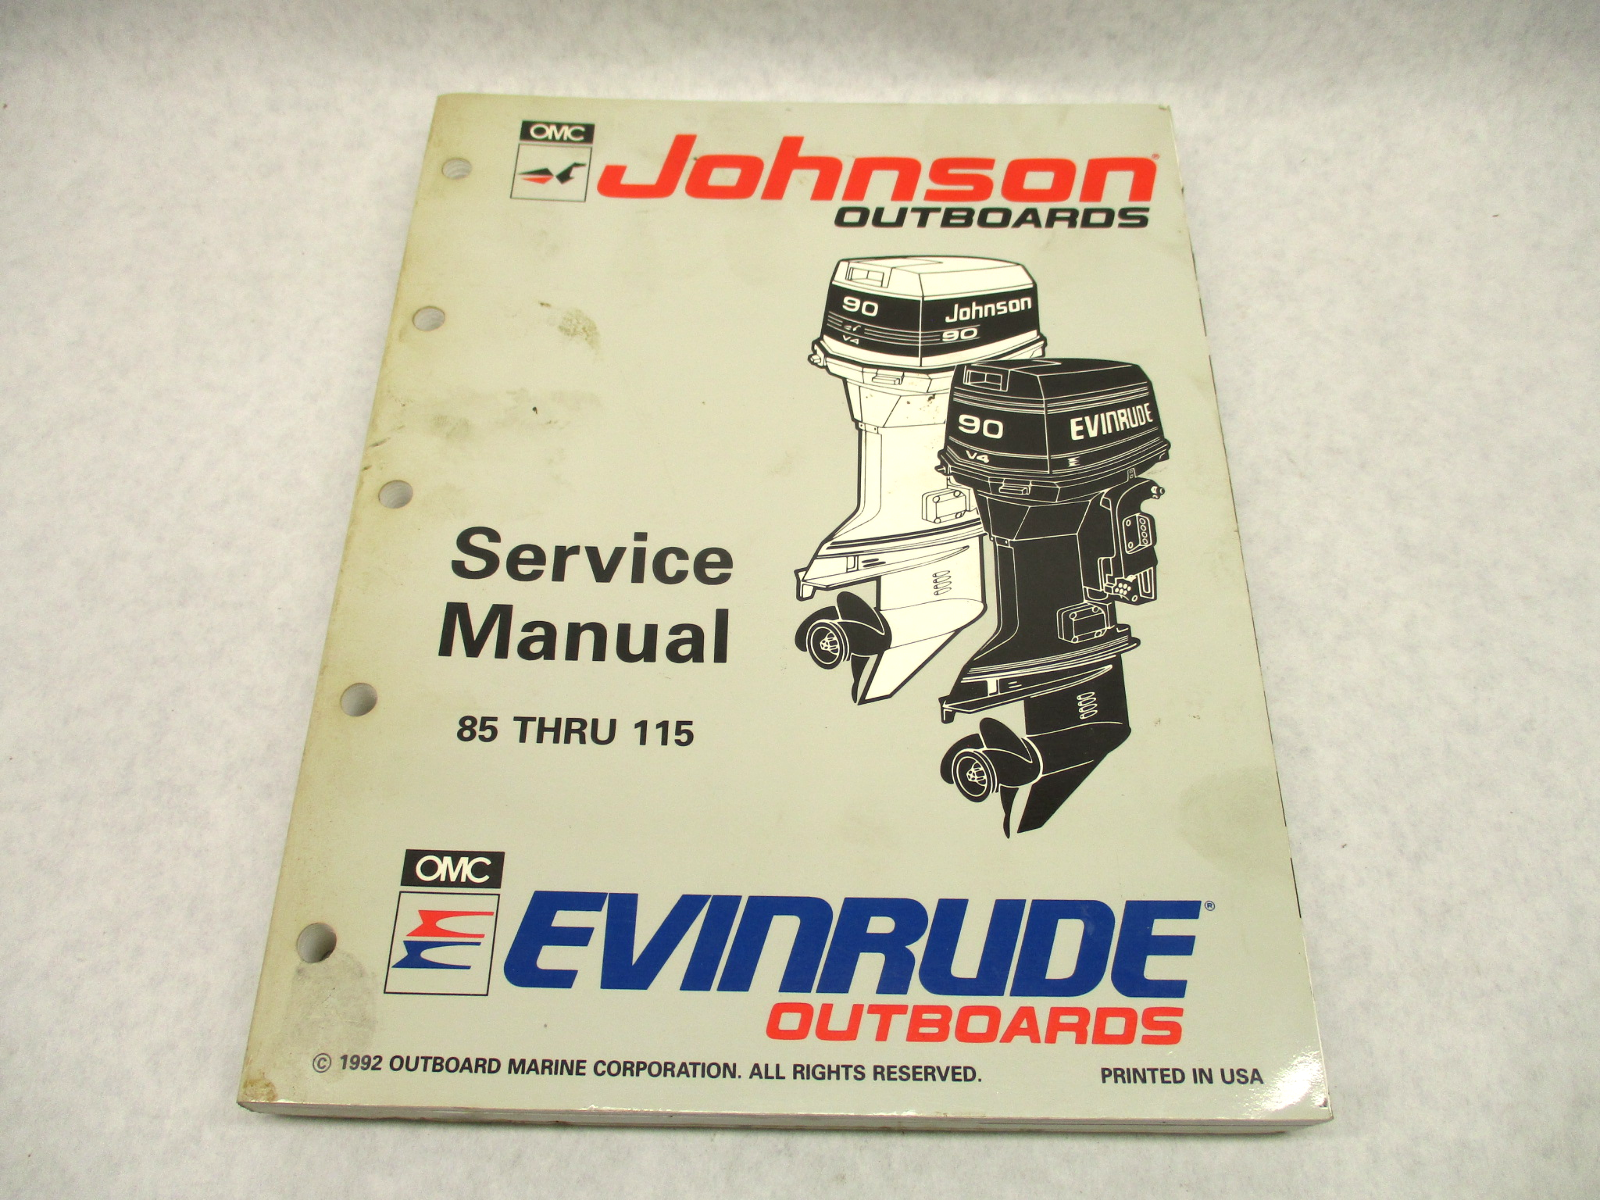 OMC
Johnson®
OUTBOARDS
90
Johnson
90
V4
90
EVINRUDE
V4
Service
Manual
85 THRU 115
OMC
EVINRUDE®
OUTBOARDS
© 1992 OUTBOARD MARINE CORPORATION. ALL RIGHTS RESERVED.
PRINTED IN USA